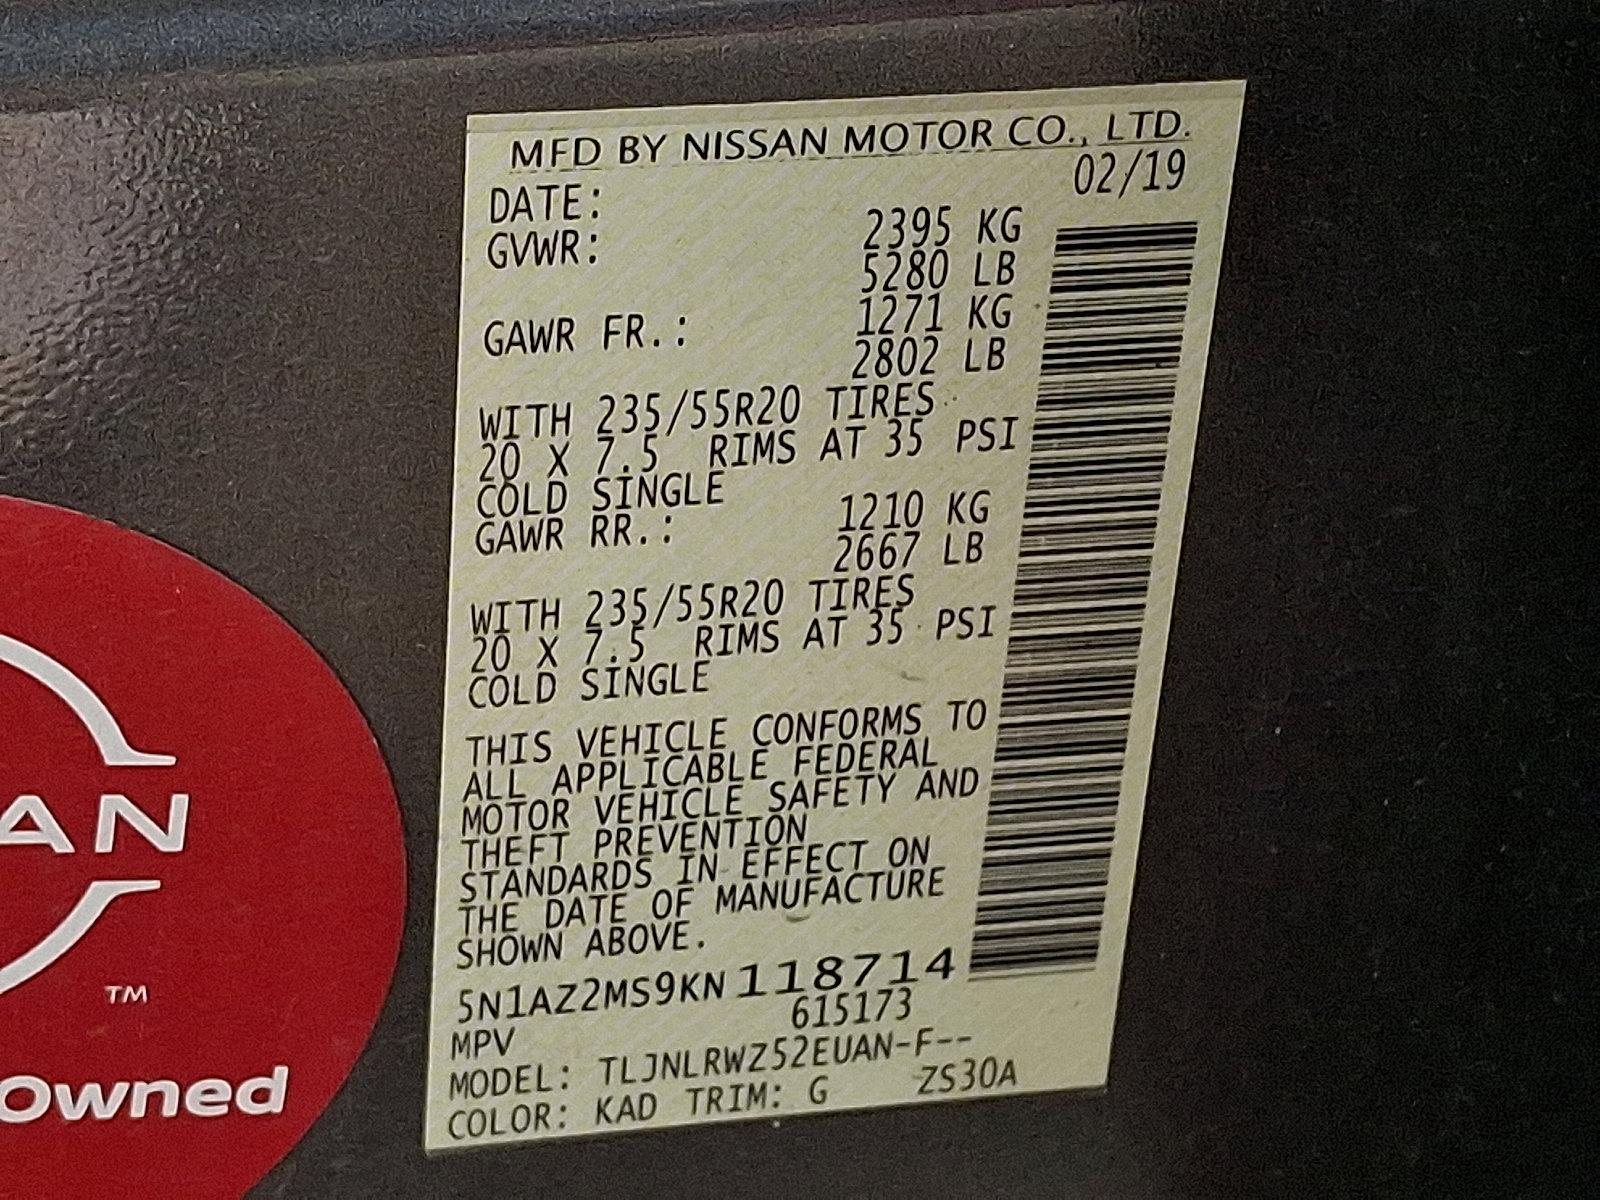 MFD BY NISSAN MOTOR CO., LTD.
DATE: 02/19
GVWR: 2395 KG
5280 LB
GAWR FR.: 1271 KG
2802 LB
WITH 235/55R20 TIRES
20 X 7.5 RIMS AT 35 PSI
COLD SINGLE
GAWR RR.: 1210 KG
2667 LB
WITH 235/55R20 TIRES
20 X 7.5 RIMS AT 35 PSI
COLD SINGLE
THIS VEHICLE CONFORMS TO
ALL APPLICABLE FEDERAL
MOTOR VEHICLE SAFETY AND
THEFT PREVENTION
STANDARDS IN EFFECT ON
THE DATE OF MANUFACTURE
SHOWN ABOVE.
5N1AZ2MS9KN118714
MPV 615173
MODEL: TLJNLRWZ52EUAN-F--
COLOR: KAD TRIM: G ZS30A
AN
TM
Owned